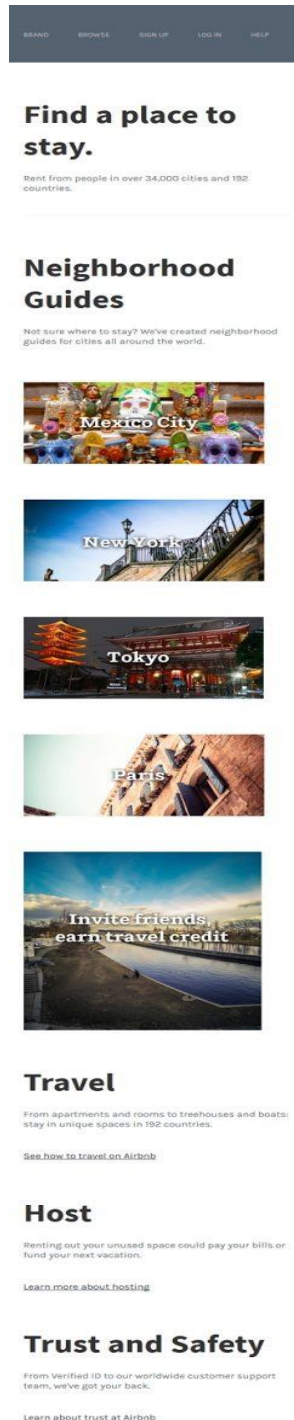 BRAND BROWSE SIGN UP LOG IN HELP
Find a place to
stay.
Rent from people in over 34,000 cities and 192
countries.
Neighborhood
Guides
Not sure where to stay? We've created neighborhood
guides for cities all around the world.
Mexico City
New York
Tokyo
Paris
Invite friends,
earn travel credit
Travel
From apartments and rooms to treehouses and boats:
stay in unique spaces in 192 countries.
See how to travel on Airbnb
Host
Renting out your unused space could pay your bills or
fund your next vacation.
Learn more about hosting
Trust and Safety
From Verified ID to our worldwide customer support
team, we've got your back.
Learn about trust at Airbnb